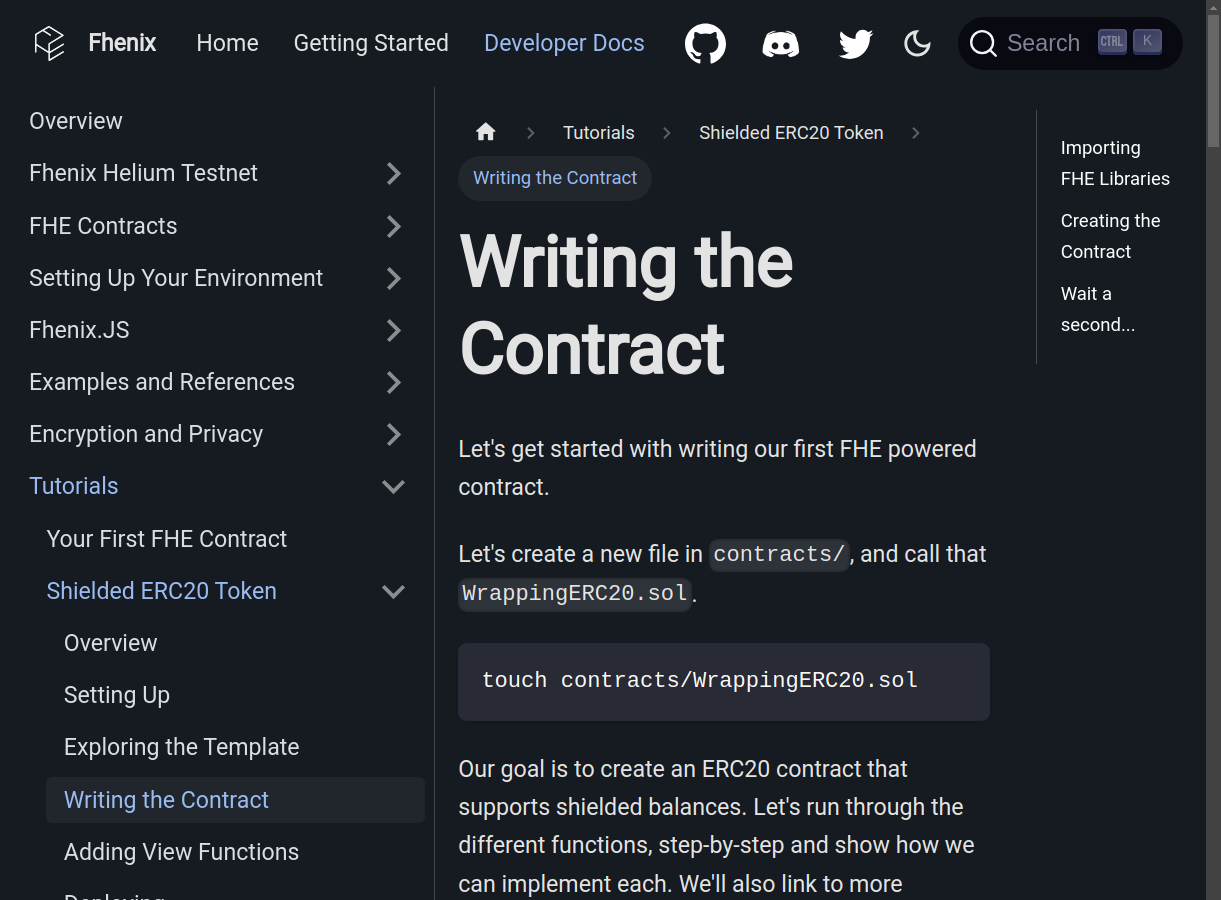 Fhenix Home Getting Started Developer Docs Search CTRL K
Overview
Fhenix Helium Testnet
FHE Contracts
Setting Up Your Environment
Fhenix.JS
Examples and References
Encryption and Privacy
Tutorials
Your First FHE Contract
Shielded ERC20 Token
Overview
Setting Up
Exploring the Template
Writing the Contract
Adding View Functions
Deploying
Tutorials Shielded ERC20 Token
Writing the Contract
Writing the
Contract
Let's get started with writing our first FHE powered
contract.
Let's create a new file in contracts/, and call that
WrappingERC20.sol.
touch contracts/WrappingERC20.sol
Our goal is to create an ERC20 contract that
supports shielded balances. Let's run through the
different functions, step-by-step and show how we
can implement each. We'll also link to more
Importing
FHE Libraries
Creating the
Contract
Wait a
second...